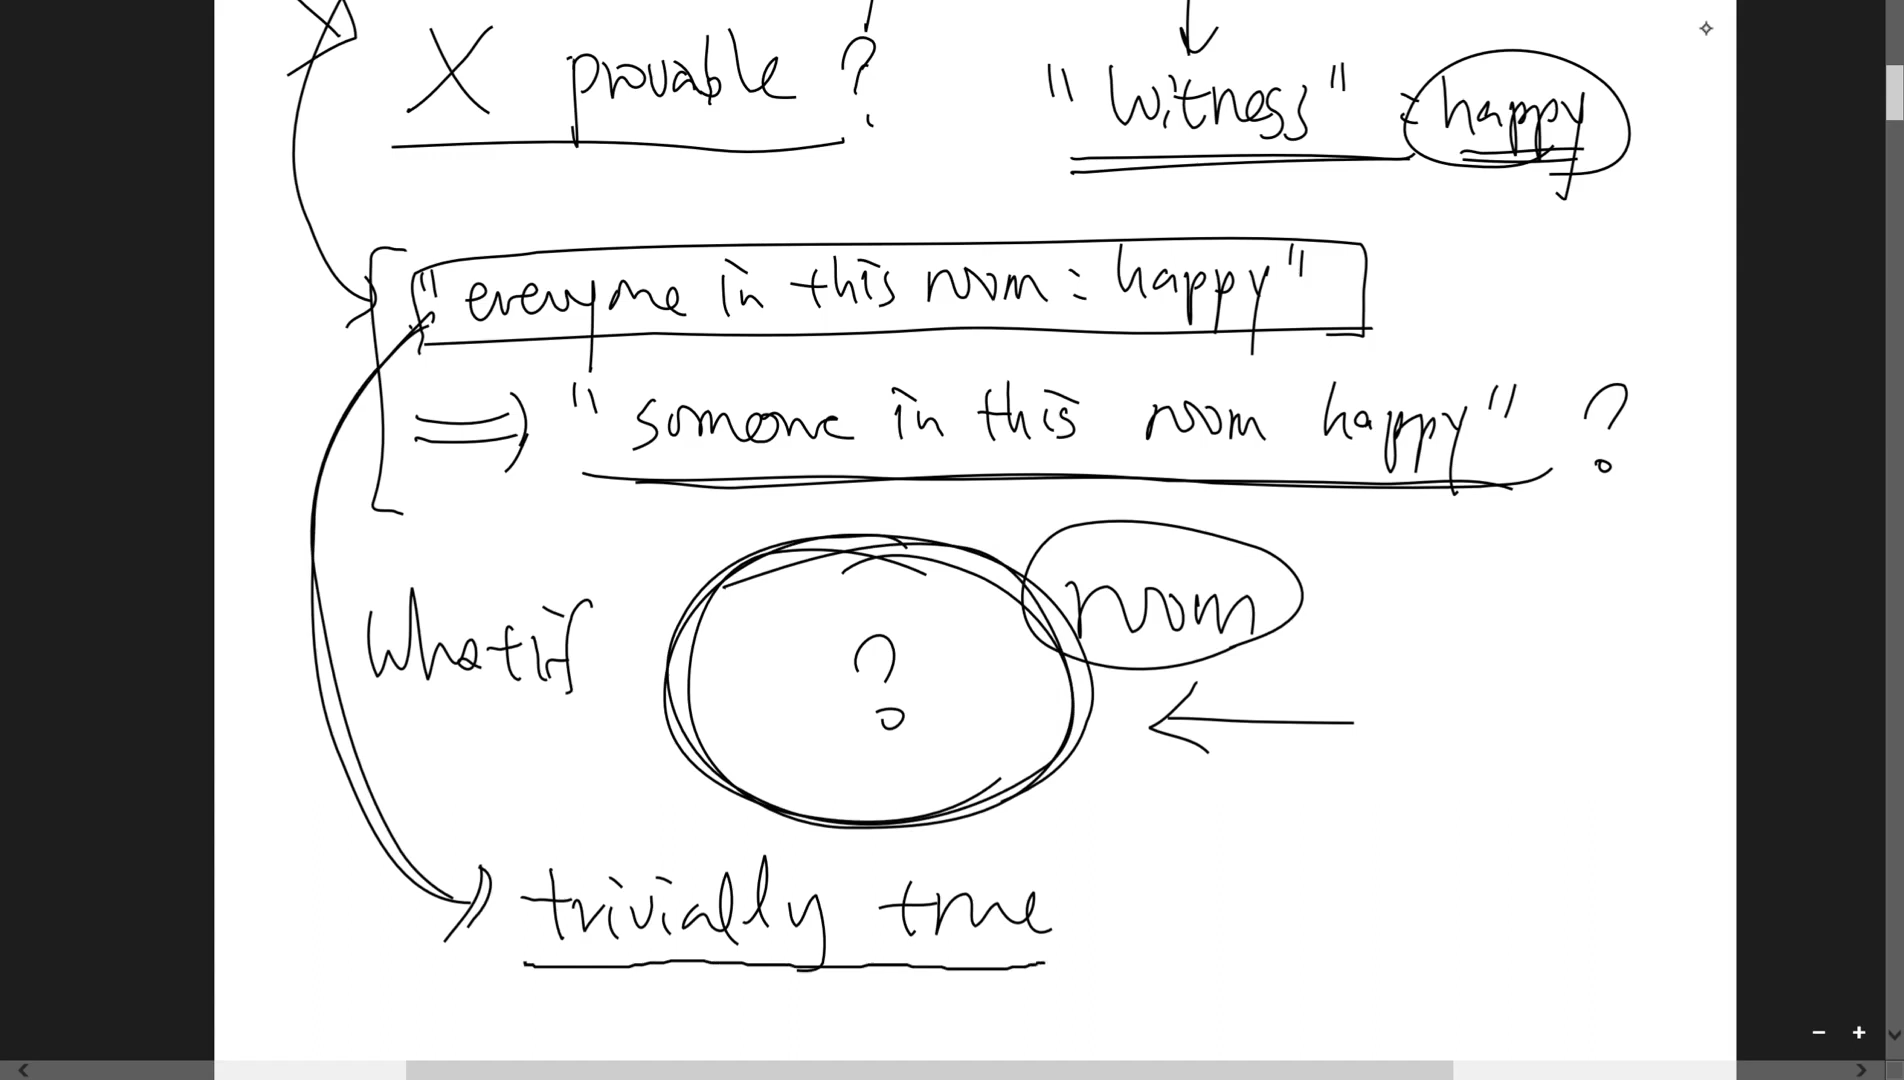 X provable ?
"Witness" : happy
"everyone in this room : happy"
⇒ "someone in this room happy" ?
What if
?
room
←
trivially true